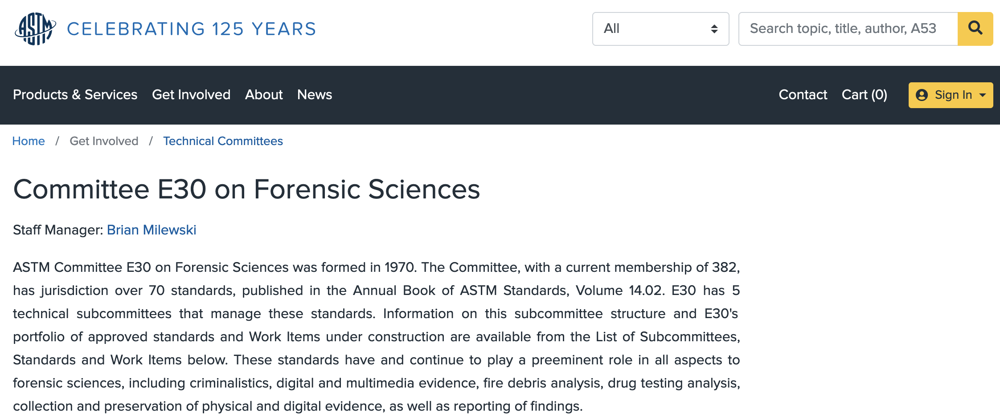 ASTM CELEBRATING 125 YEARS
All
Search topic, title, author, A53
Products & Services Get Involved About News Contact Cart (0) Sign In
Home / Get Involved / Technical Committees
Committee E30 on Forensic Sciences
Staff Manager: Brian Milewski
ASTM Committee E30 on Forensic Sciences was formed in 1970. The Committee, with a current membership of 382,
has jurisdiction over 70 standards, published in the Annual Book of ASTM Standards, Volume 14.02. E30 has 5
technical subcommittees that manage these standards. Information on this subcommittee structure and E30's
portfolio of approved standards and Work Items under construction are available from the List of Subcommittees,
Standards and Work Items below. These standards have and continue to play a preeminent role in all aspects to
forensic sciences, including criminalistics, digital and multimedia evidence, fire debris analysis, drug testing analysis,
collection and preservation of physical and digital evidence, as well as reporting of findings.